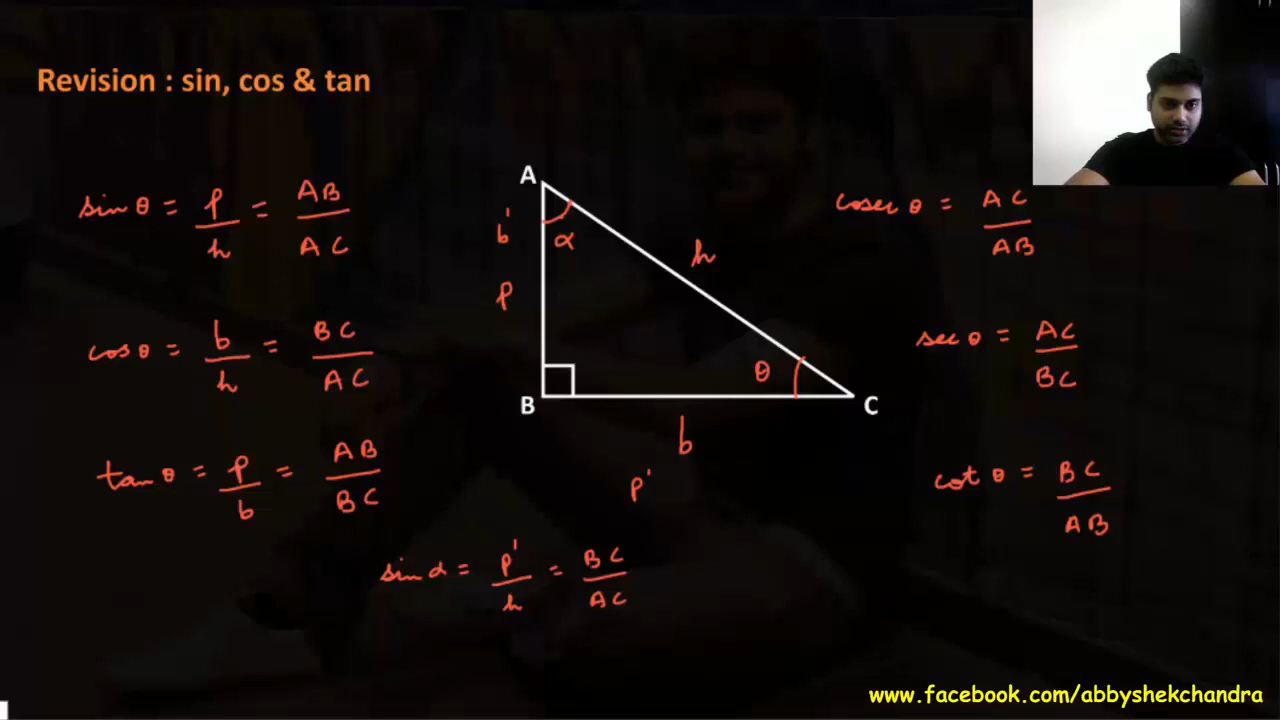 Revision : sin, cos & tan
sin θ = p/h = AB/AC
cos θ = b/h = BC/AC
tan θ = p/b = AB/BC
A
b'
α
p
h
θ
B
C
b
p'
sin α = p'/h = BC/AC
cosec θ = AC/AB
sec θ = AC/BC
cot θ = BC/AB
www.facebook.com/abbyshekchandra